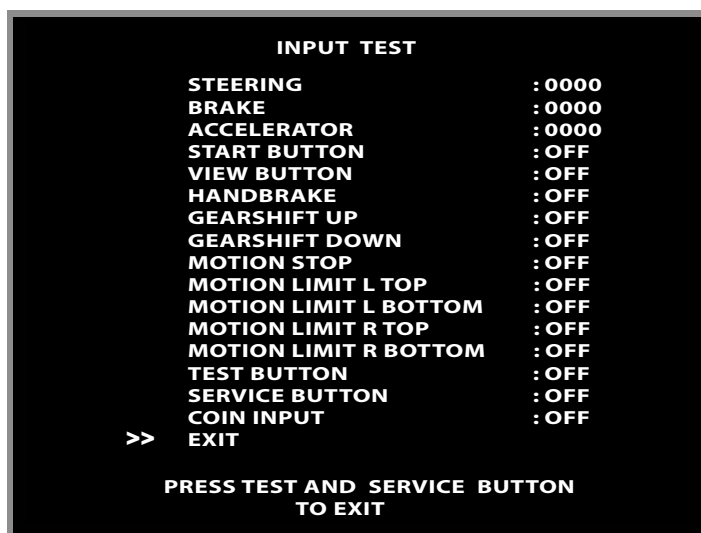 INPUT TEST
STEERING : 0000
BRAKE : 0000
ACCELERATOR : 0000
START BUTTON : OFF
VIEW BUTTON : OFF
HANDBRAKE : OFF
GEARSHIFT UP : OFF
GEARSHIFT DOWN : OFF
MOTION STOP : OFF
MOTION LIMIT L TOP : OFF
MOTION LIMIT L BOTTOM : OFF
MOTION LIMIT R TOP : OFF
MOTION LIMIT R BOTTOM : OFF
TEST BUTTON : OFF
SERVICE BUTTON : OFF
COIN INPUT : OFF
>> EXIT
PRESS TEST AND SERVICE BUTTON
TO EXIT